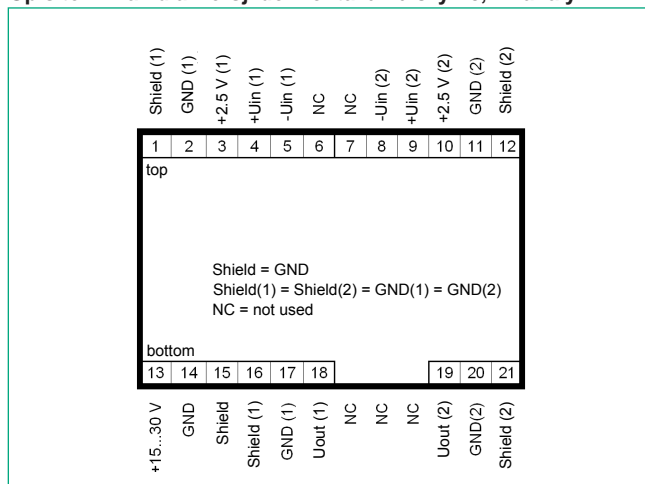 Shield (1)
GND (1)
+2.5 V (1)
+Uin (1)
-Uin (1)
NC
NC
-Uin (2)
+Uin (2)
+2.5 V (2)
GND (2)
Shield (2)
1 2 3 4 5 6 7 8 9 10 11 12
top
Shield = GND
Shield(1) = Shield(2) = GND(1) = GND(2)
NC = not used
bottom
13 14 15 16 17 18 19 20 21
+15...30 V
GND
Shield
Shield (1)
GND (1)
Uout (1)
NC
NC
NC
Uout (2)
GND(2)
Shield (2)